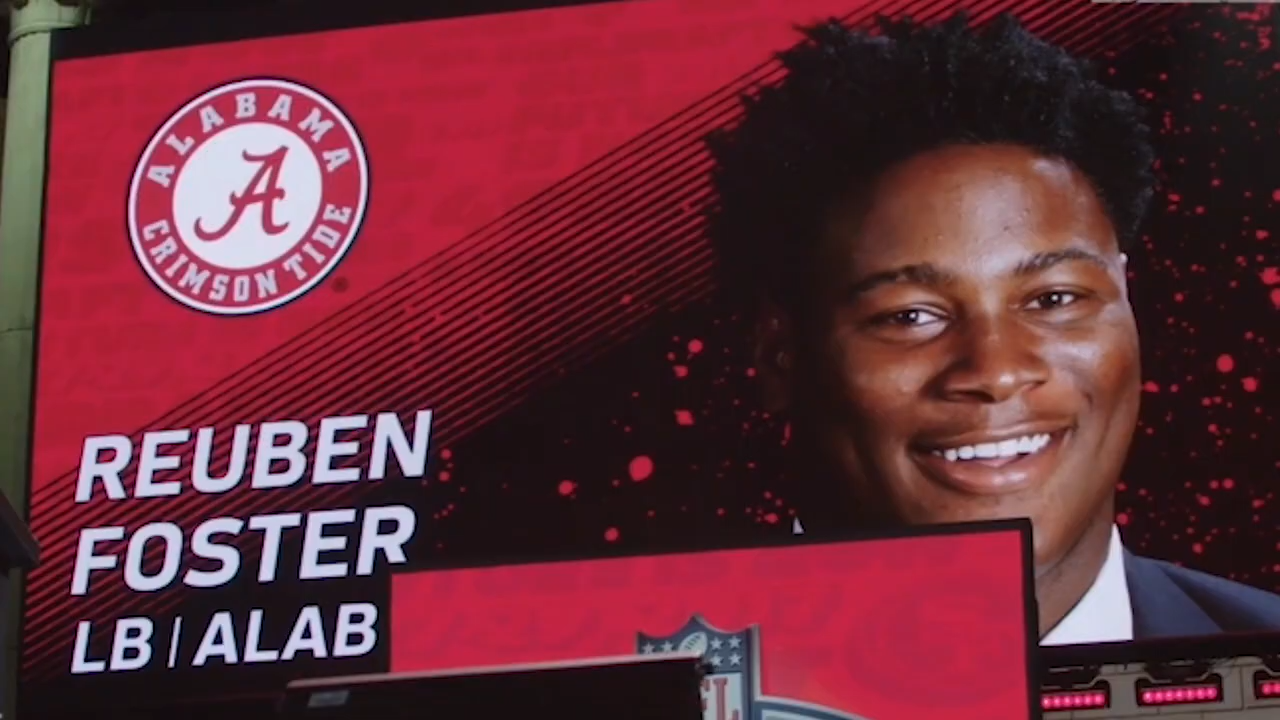 ALABAMA
A
CRIMSON TIDE
REUBEN
FOSTER
LB | ALAB